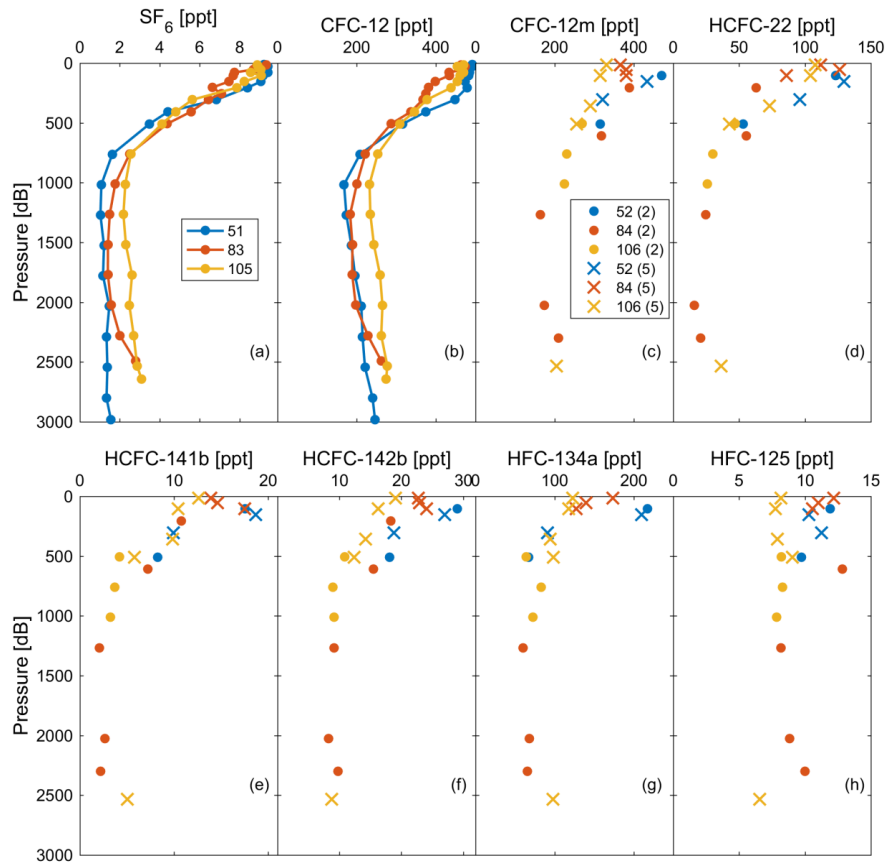 SF₆ [ppt]
CFC-12 [ppt]
CFC-12m [ppt]
HCFC-22 [ppt]
0 2 4 6 8 0 200 400 0 200 400 0 50 100 150
0
500
1000
1500
2000
2500
3000
Pressure [dB]
51
83
105
52 (2)
84 (2)
106 (2)
52 (5)
84 (5)
106 (5)
(a)
(b)
(c)
(d)
HCFC-141b [ppt]
HCFC-142b [ppt]
HFC-134a [ppt]
HFC-125 [ppt]
0 10 20 10 20 30 100 200 0 5 10 15
0
500
1000
1500
2000
2500
3000
Pressure [dB]
(e)
(f)
(g)
(h)